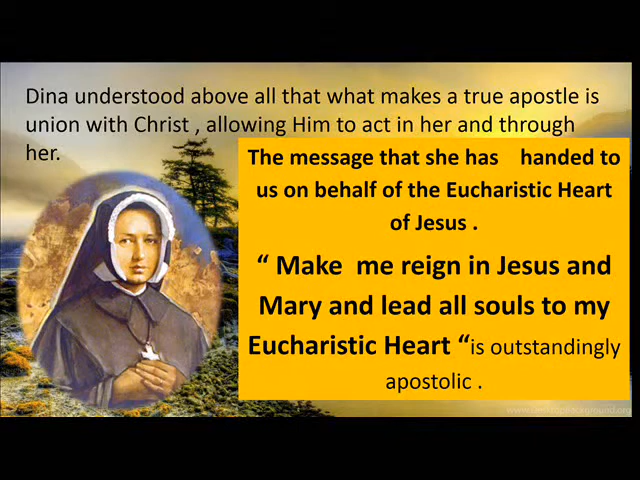 Dina understood above all that what makes a true apostle is
union with Christ , allowing Him to act in her and through
her.
The message that she has handed to
us on behalf of the Eucharistic Heart
of Jesus .
“ Make me reign in Jesus and
Mary and lead all souls to my
Eucharistic Heart “is outstandingly
apostolic .